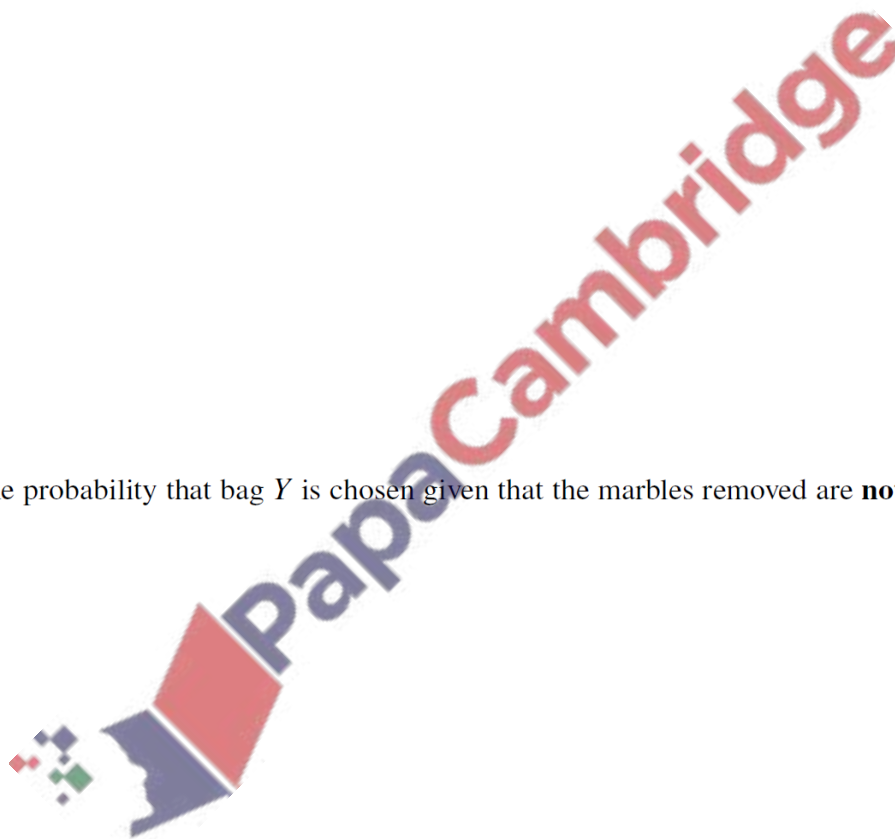 PapaCambridge
e probability that bag Y is chosen given that the marbles removed are no